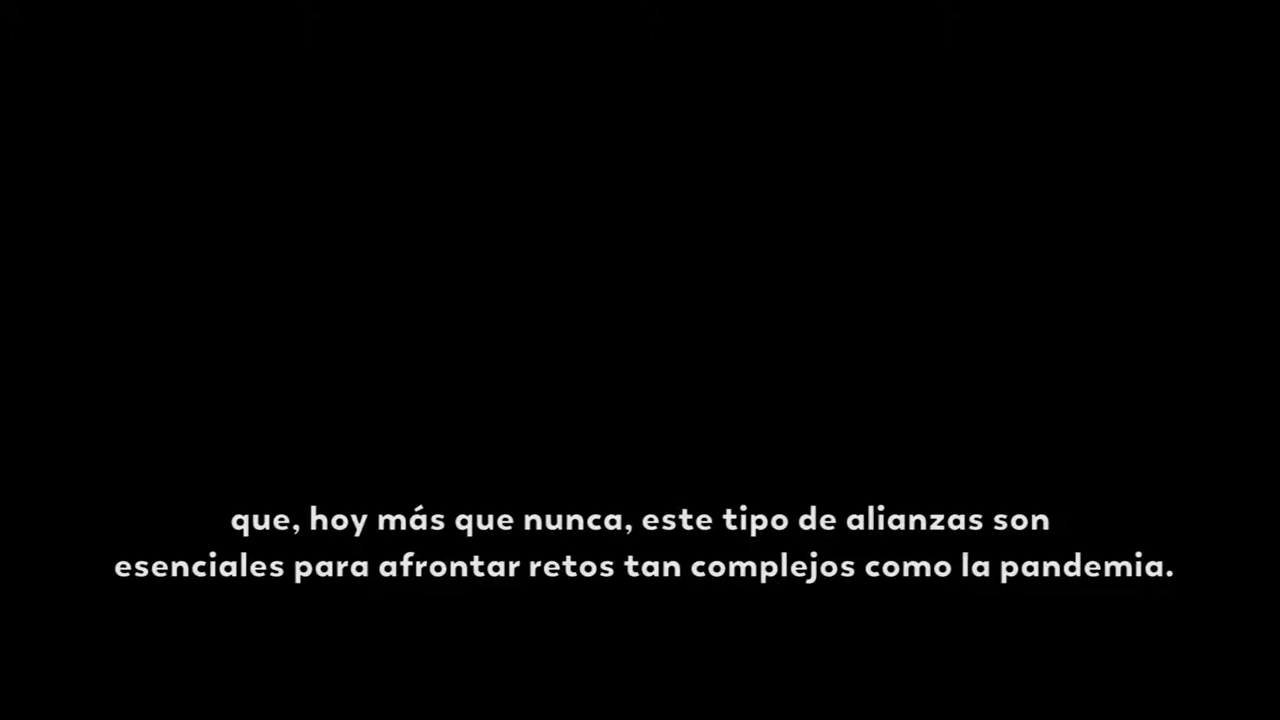 que, hoy más que nunca, este tipo de alianzas son
esenciales para afrontar retos tan complejos como la pandemia.